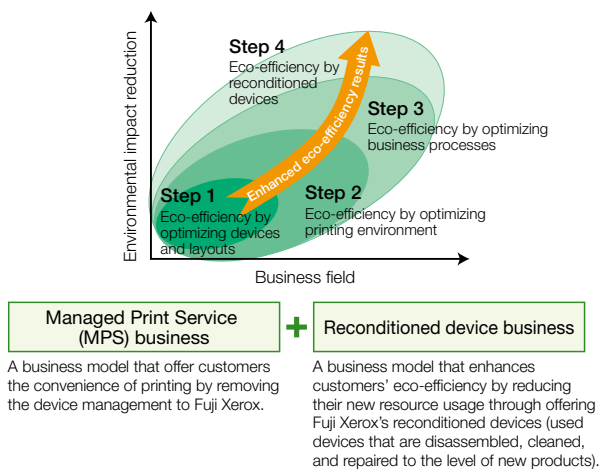 Environmental impact reduction
Step 4
Eco-efficiency by
reconditioned
devices
Enhanced eco-efficiency results
Step 3
Eco-efficiency by optimizing
business processes
Step 1
Eco-efficiency by
optimizing devices
and layouts
Step 2
Eco-efficiency by optimizing
printing environment
Business field
Managed Print Service
(MPS) business
+
Reconditioned device business
A business model that offer customers
the convenience of printing by removing
the device management to Fuji Xerox.
A business model that enhances
customers’ eco-efficiency by reducing
their new resource usage through offering
Fuji Xerox’s reconditioned devices (used
devices that are disassembled, cleaned,
and repaired to the level of new products).